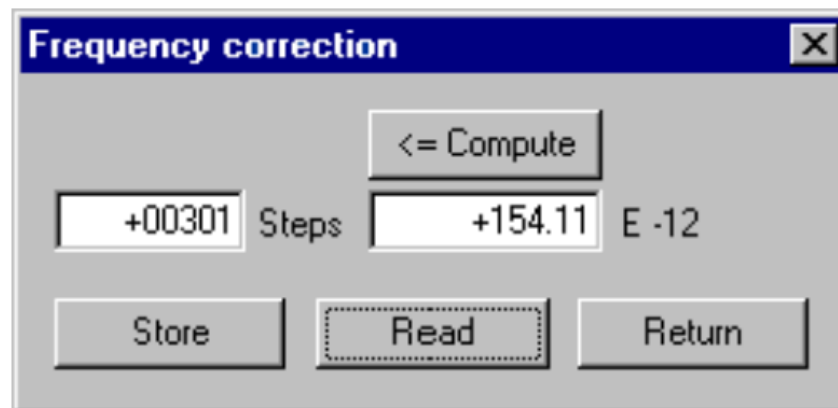 Frequency correction
<= Compute
+00301 Steps +154.11 E -12
Store Read Return